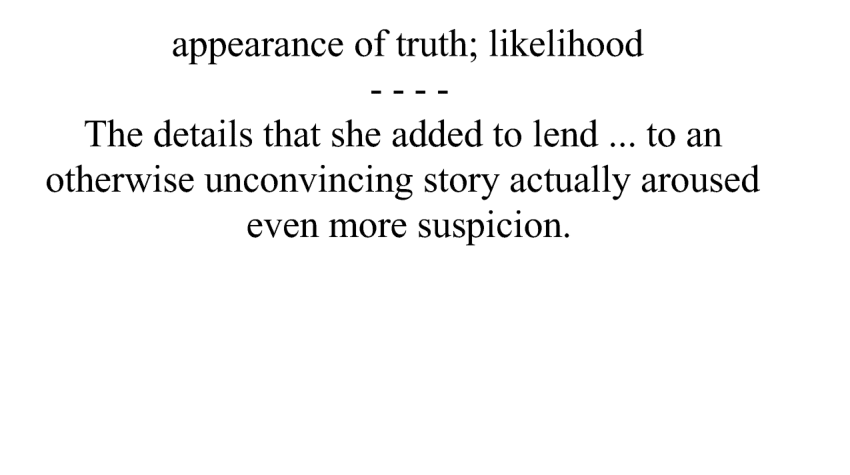 appearance of truth; likelihood
- - - -
The details that she added to lend ... to an
otherwise unconvincing story actually aroused
even more suspicion.